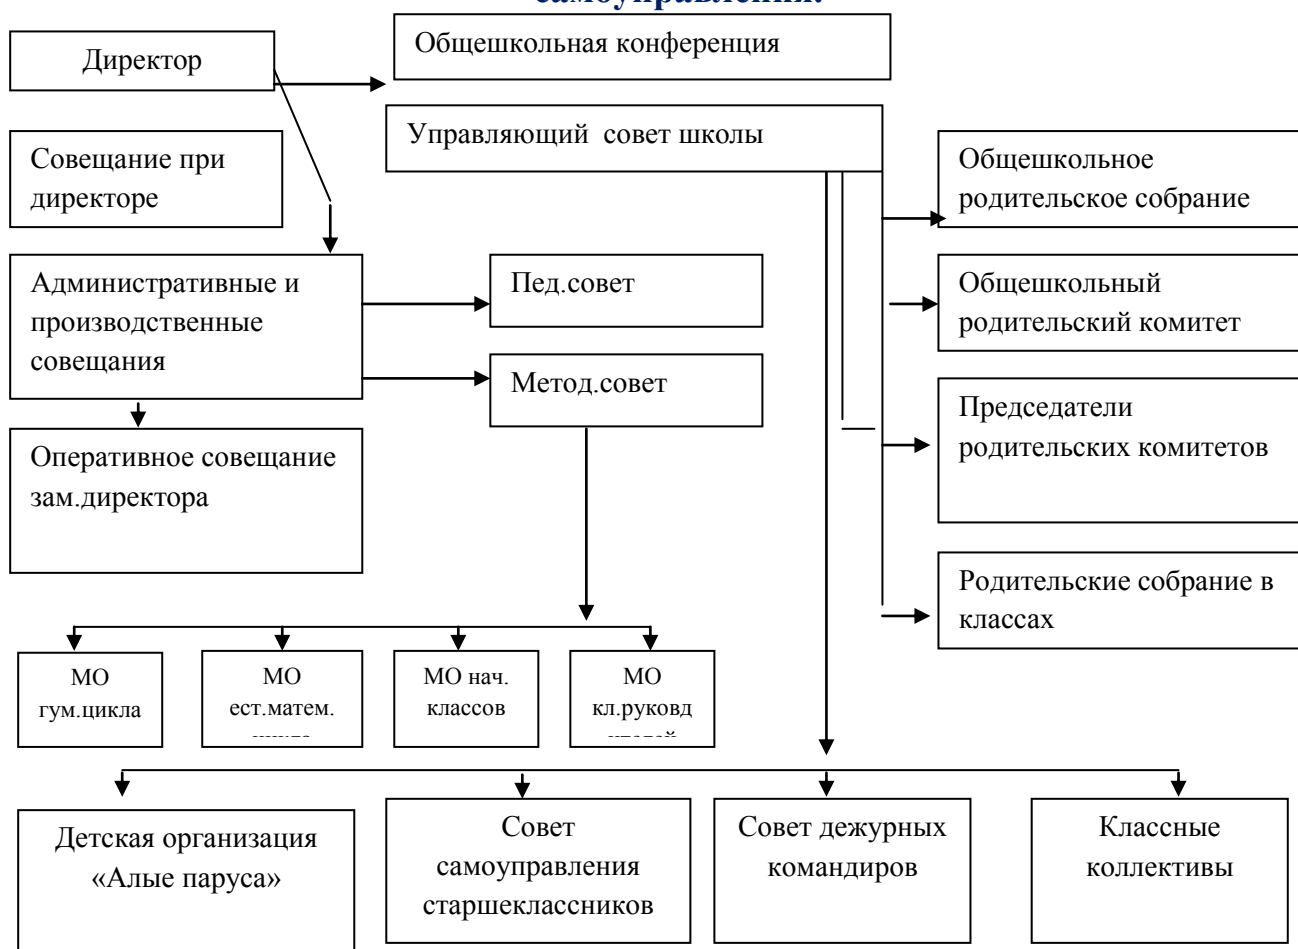 самоуправления.
Директор
Общешкольная конференция
Управляющий совет школы
Совещание при
директоре
Общешкольное
родительское собрание
Административные и
производственные
совещания
Пед.совет
Общешкольный
родительский комитет
Метод.совет
Председатели
родительских комитетов
Оперативное совещание
зам.директора
Родительские собрание в
классах
МО
гум.цикла
МО
ест.матем.
МО нач.
классов
МО
кл.руковд
Детская организация
«Алые паруса»
Совет
самоуправления
старшеклассников
Совет дежурных
командиров
Классные
коллективы